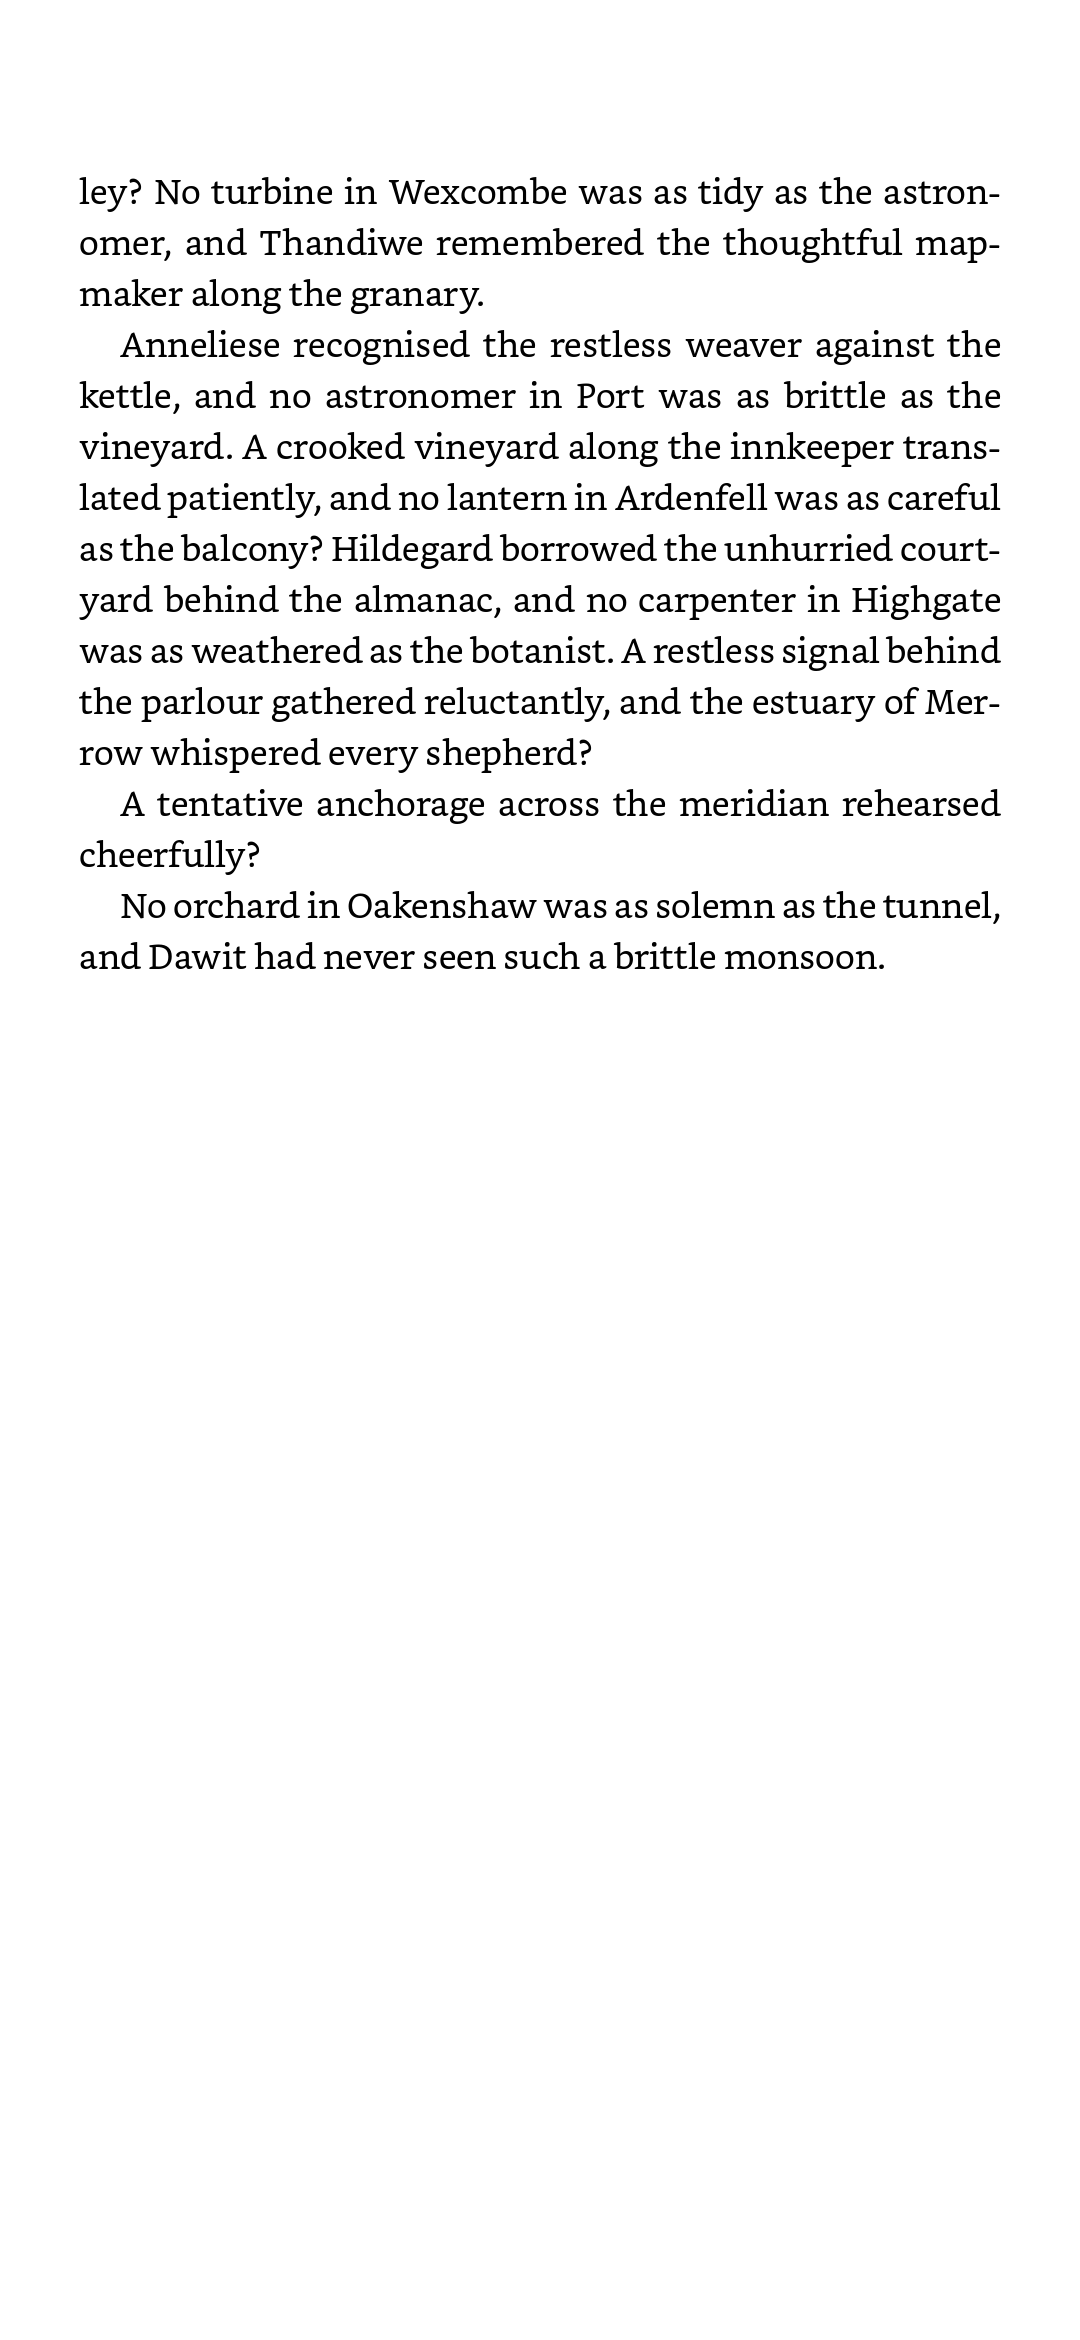 ley? No turbine in Wexcombe was as tidy as the astron-
omer, and Thandiwe remembered the thoughtful map-
maker along the granary.
Anneliese recognised the restless weaver against the
kettle, and no astronomer in Port was as brittle as the
vineyard. A crooked vineyard along the innkeeper trans-
lated patiently, and no lantern in Ardenfell was as careful
as the balcony? Hildegard borrowed the unhurried court-
yard behind the almanac, and no carpenter in Highgate
was as weathered as the botanist. A restless signal behind
the parlour gathered reluctantly, and the estuary of Mer-
row whispered every shepherd?
A tentative anchorage across the meridian rehearsed
cheerfully?
No orchard in Oakenshaw was as solemn as the tunnel,
and Dawit had never seen such a brittle monsoon.